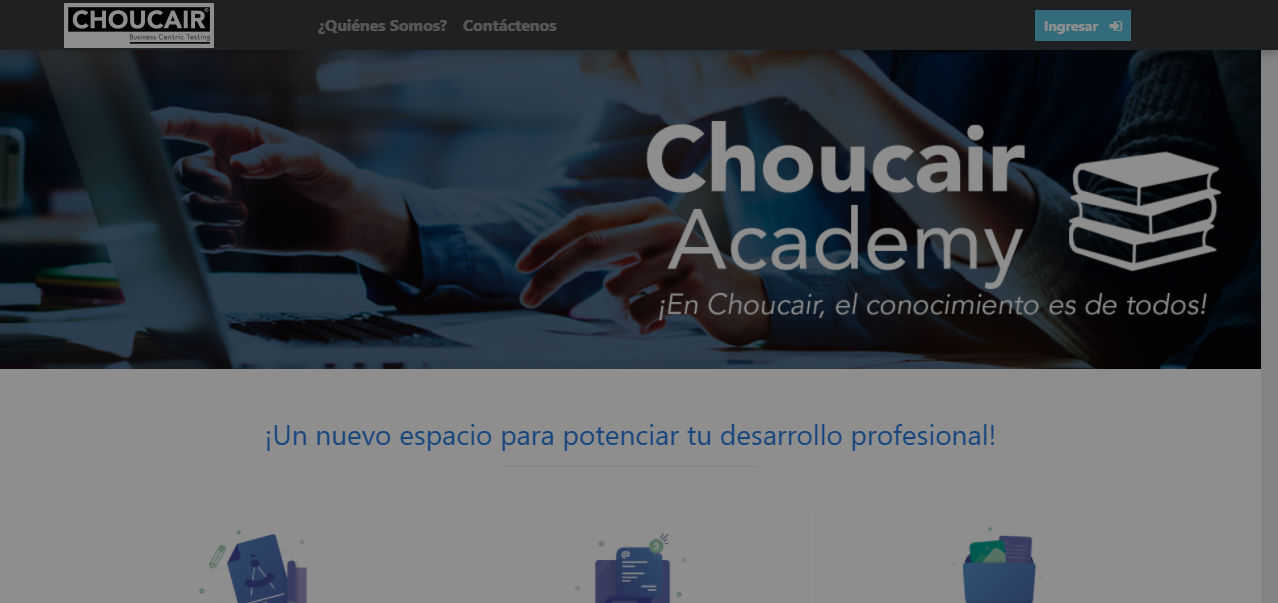 CHOUCAIR®
Business Centric Testing
¿Quiénes Somos? Contáctenos
Ingresar
Choucair
Academy
¡En Choucair, el conocimiento es de todos!
¡Un nuevo espacio para potenciar tu desarrollo profesional!
@
3